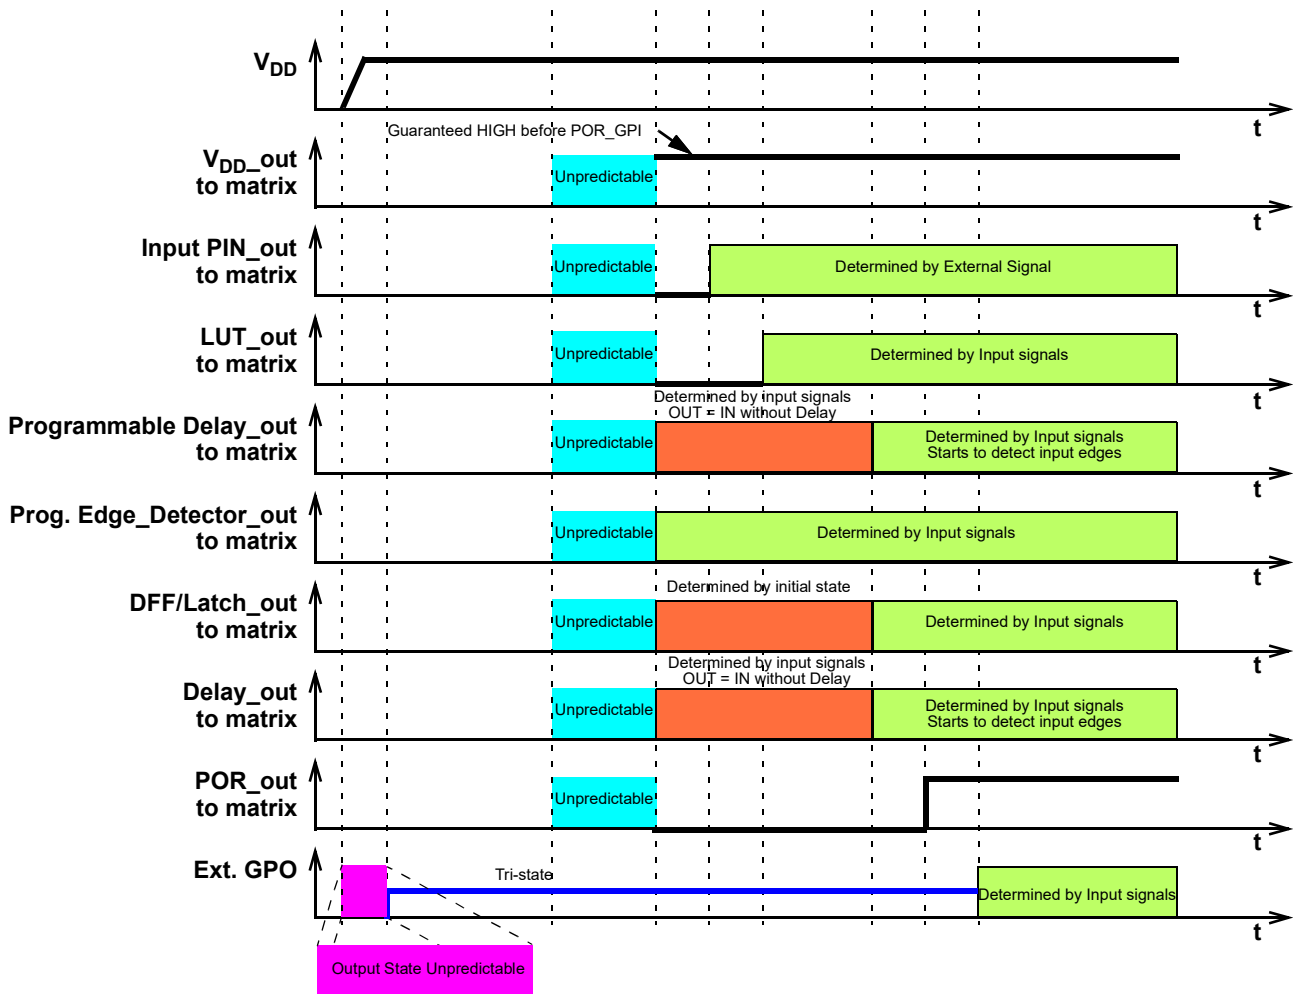 V_DD
t
Guaranteed HIGH before POR_GPI
V_DD_out
to matrix
Unpredictable
t
Input PIN_out
to matrix
Unpredictable
Determined by External Signal
t
LUT_out
to matrix
Unpredictable
Determined by Input signals
t
Determined by input signals
OUT = IN without Delay
Programmable Delay_out
to matrix
Unpredictable
Determined by Input signals
Starts to detect input edges
t
Prog. Edge_Detector_out
to matrix
Unpredictable
Determined by Input signals
t
Determined by initial state
DFF/Latch_out
to matrix
Unpredictable
Determined by Input signals
t
Determined by input signals
OUT = IN without Delay
Delay_out
to matrix
Unpredictable
Determined by Input signals
Starts to detect input edges
t
POR_out
to matrix
Unpredictable
t
Ext. GPO
Tri-state
Determined by Input signals
t
Output State Unpredictable